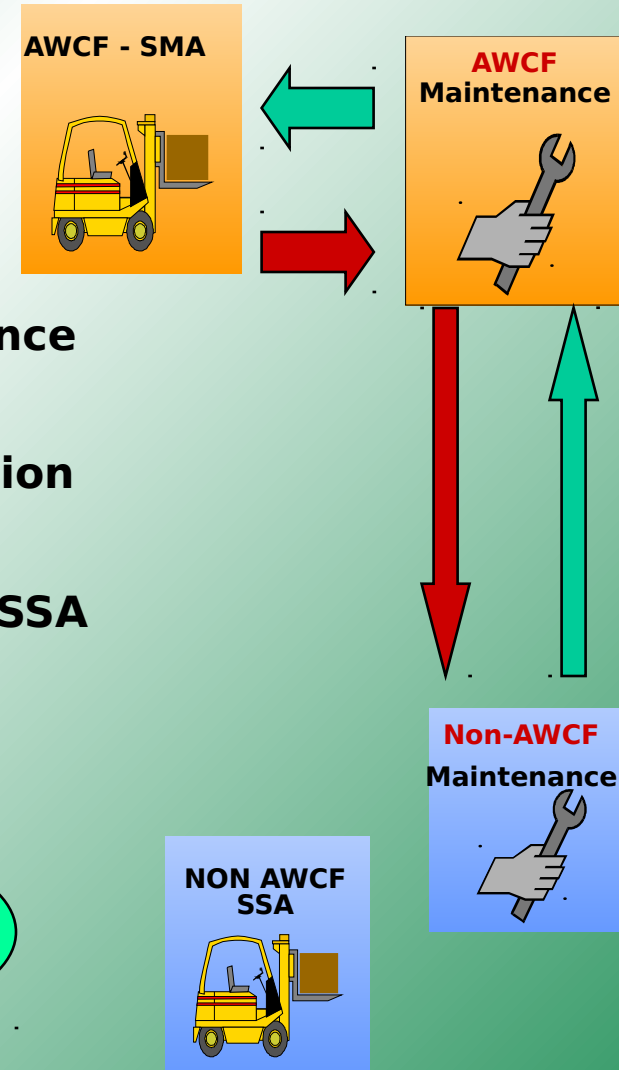 AWCF - SMA
AWCF
Maintenance
nce
ion
SSA
Non-AWCF
Maintenance
NON AWCF
SSA